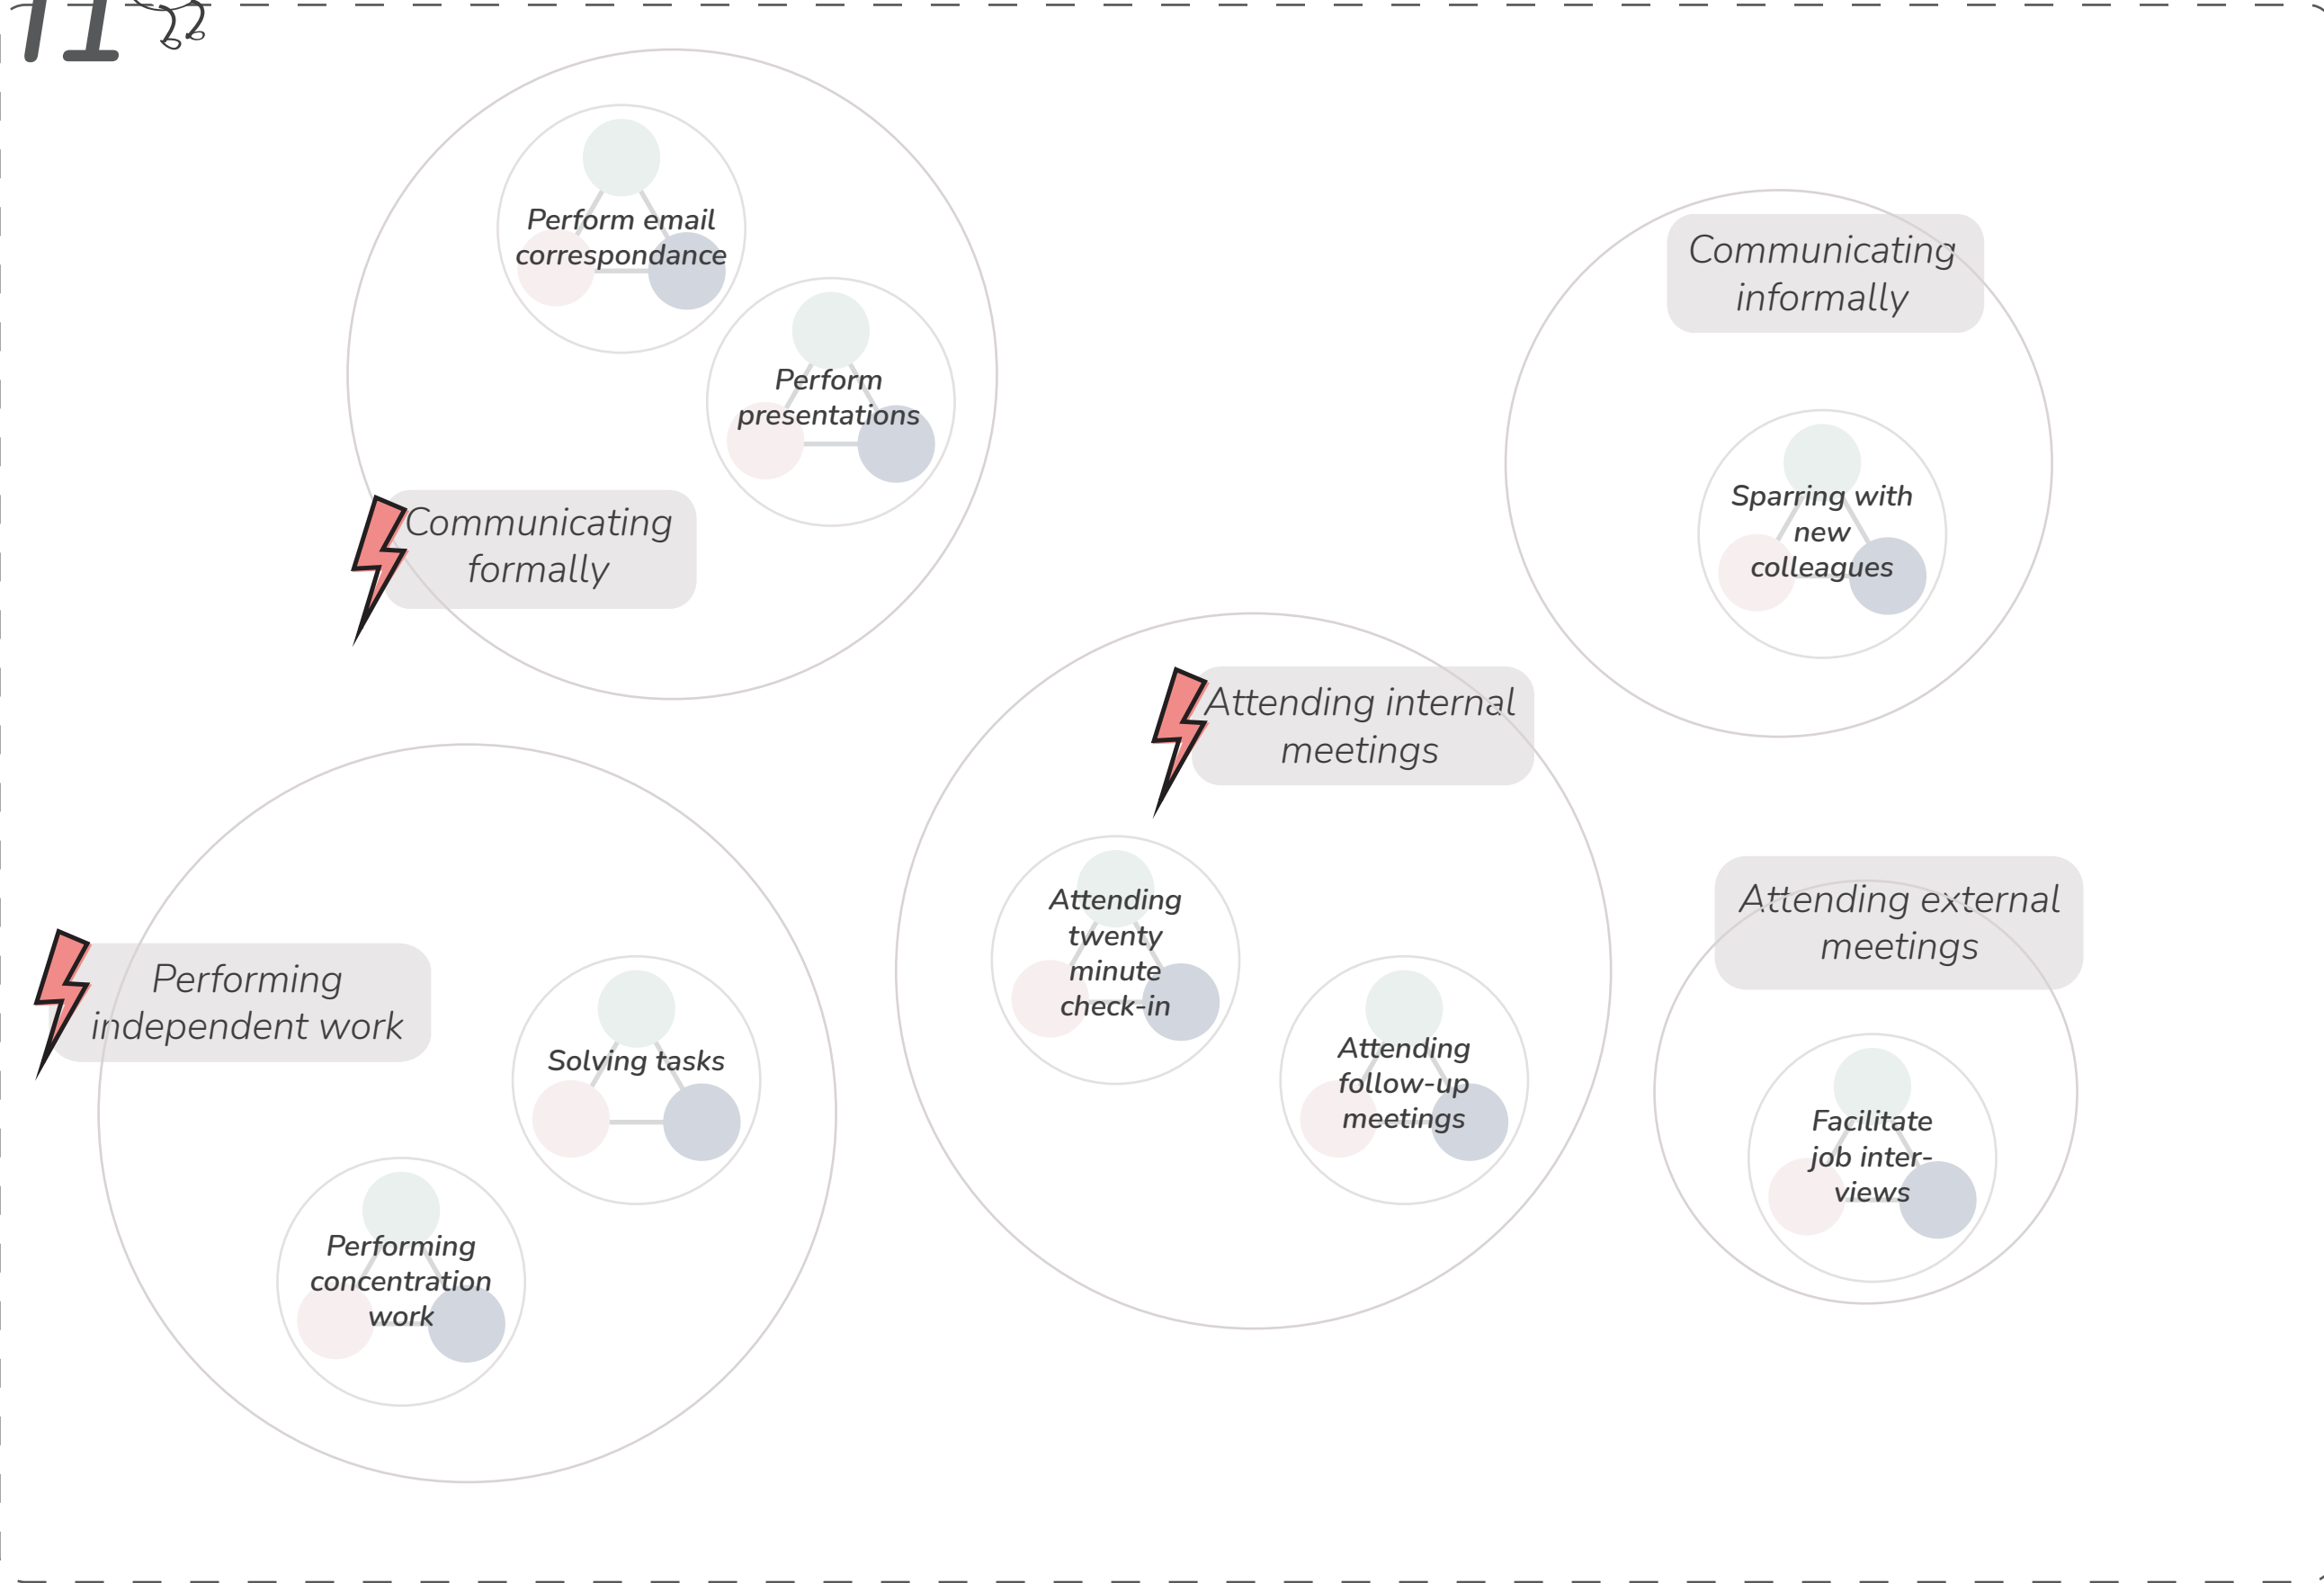 Perform email
correspondance
Perform
presentations
Communicating
formally
Communicating
informally
Sparring with
new
colleagues
Attending internal
meetings
Attending
twenty
minute
check-in
Attending
follow-up
meetings
Attending external
meetings
Facilitate
job inter-
views
Performing
independent work
Solving tasks
Performing
concentration
work